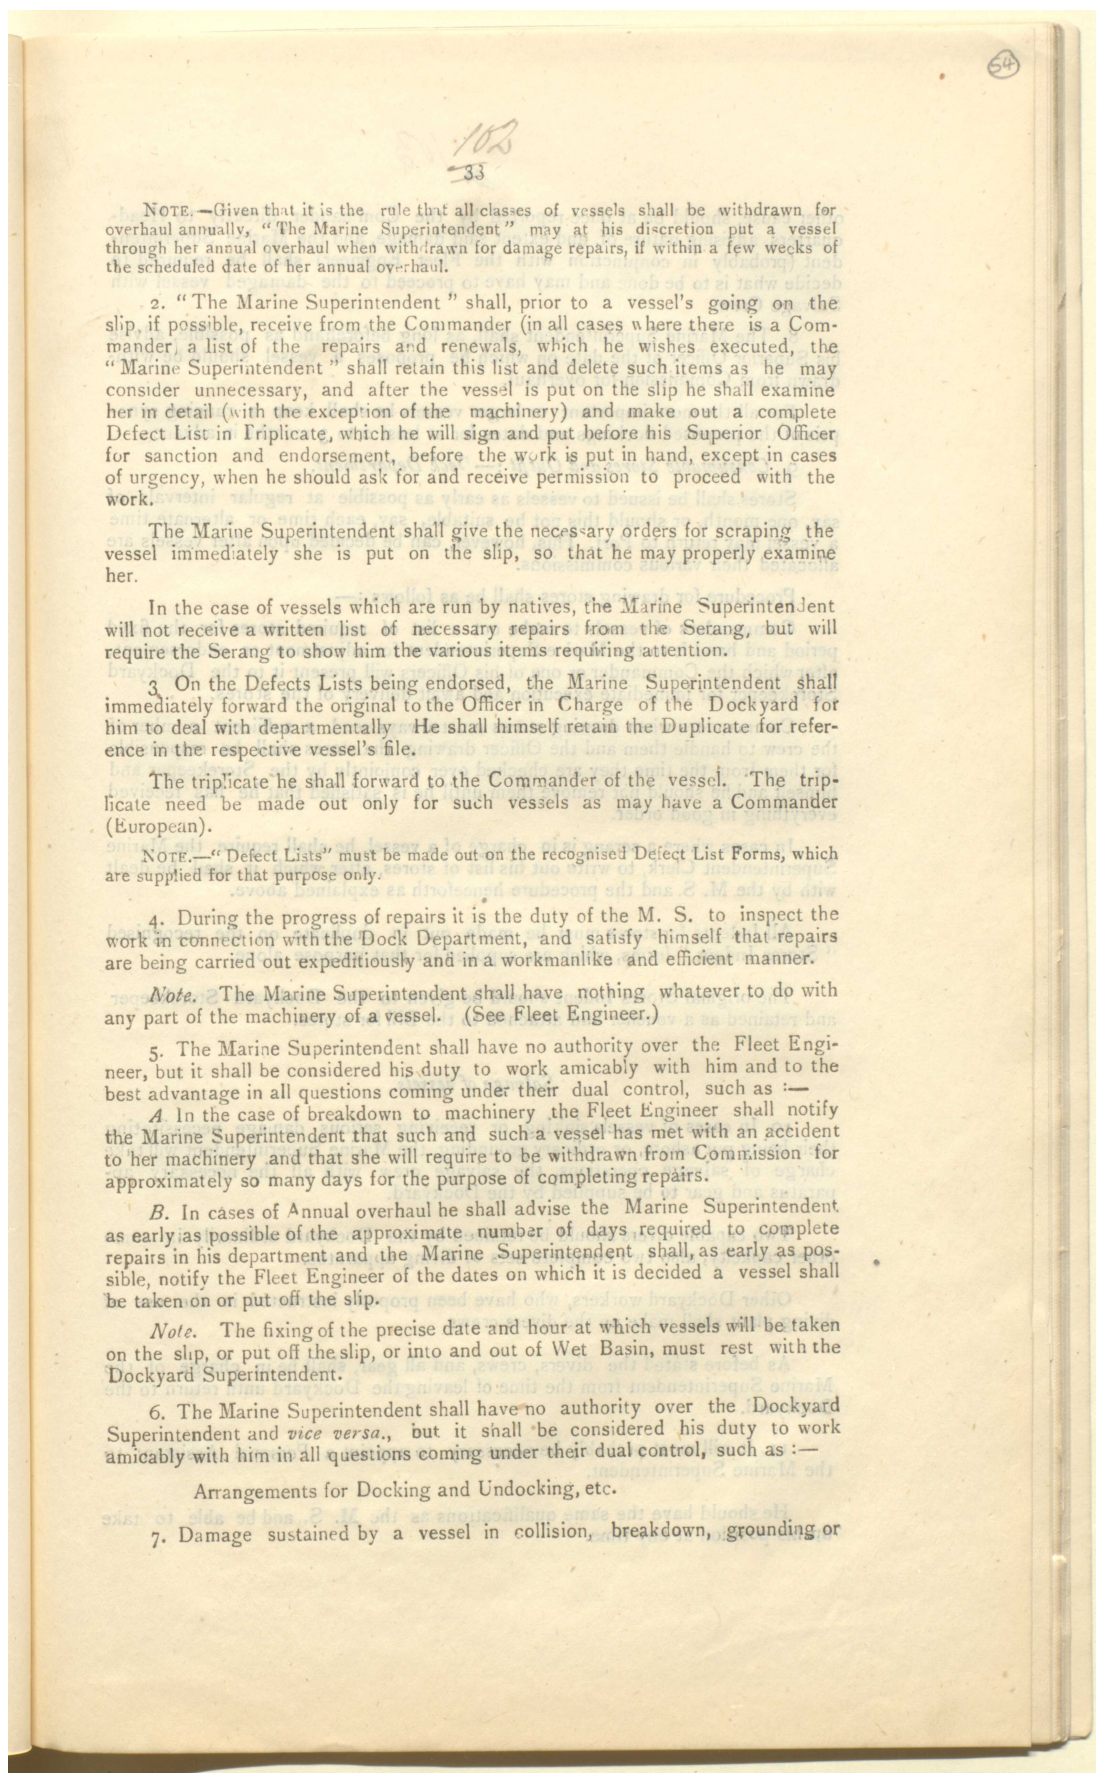 54
102
33
NOTE.—Given that it is the rule that all classes of vessels shall be withdrawn for
overhaul annually, “The Marine Superintendent” may at his discretion put a vessel
through her annual overhaul when withdrawn for damage repairs, if within a few weeks of
the scheduled date of her annual overhaul.
2. “The Marine Superintendent” shall, prior to a vessel's going on the
slip, if possible, receive from the Commander (in all cases where there is a Com-
mander, a list of the repairs and renewals, which he wishes executed, the
“Marine Superintendent” shall retain this list and delete such items as he may
consider unnecessary, and after the vessel is put on the slip he shall examine
her in detail (with the exception of the machinery) and make out a complete
Defect List in Triplicate, which he will sign and put before his Superior Officer
for sanction and endorsement, before the work is put in hand, except in cases
of urgency, when he should ask for and receive permission to proceed with the
work.
The Marine Superintendent shall give the necessary orders for scraping the
vessel immediately she is put on the slip, so that he may properly examine
her.
In the case of vessels which are run by natives, the Marine Superintendent
will not receive a written list of necessary repairs from the Serang, but will
require the Serang to show him the various items requiring attention.
3. On the Defects Lists being endorsed, the Marine Superintendent shall
immediately forward the original to the Officer in Charge of the Dockyard for
him to deal with departmentally He shall himself retain the Duplicate for refer-
ence in the respective vessel's file.
The triplicate he shall forward to the Commander of the vessel. The trip-
licate need be made out only for such vessels as may have a Commander
(European).
NOTE.—“Defect Lists” must be made out on the recognised Defect List Forms, which
are supplied for that purpose only.
4. During the progress of repairs it is the duty of the M. S. to inspect the
work in connection with the Dock Department, and satisfy himself that repairs
are being carried out expeditiously and in a workmanlike and efficient manner.
Note. The Marine Superintendent shall have nothing whatever to do with
any part of the machinery of a vessel. (See Fleet Engineer.)
5. The Marine Superintendent shall have no authority over the Fleet Engi-
neer, but it shall be considered his duty to work amicably with him and to the
best advantage in all questions coming under their dual control, such as :—
A. In the case of breakdown to machinery the Fleet Engineer shall notify
the Marine Superintendent that such and such a vessel has met with an accident
to her machinery and that she will require to be withdrawn from Commission for
approximately so many days for the purpose of completing repairs.
B. In cases of Annual overhaul he shall advise the Marine Superintendent
as early as possible of the approximate number of days required to complete
repairs in his department and the Marine Superintendent shall, as early as pos-
sible, notify the Fleet Engineer of the dates on which it is decided a vessel shall
be taken on or put off the slip.
Note. The fixing of the precise date and hour at which vessels will be taken
on the slip, or put off the slip, or into and out of Wet Basin, must rest with the
Dockyard Superintendent.
6. The Marine Superintendent shall have no authority over the Dockyard
Superintendent and vice versa., but it shall be considered his duty to work
amicably with him in all questions coming under their dual control, such as :—
Arrangements for Docking and Undocking, etc.
7. Damage sustained by a vessel in collision, breakdown, grounding or